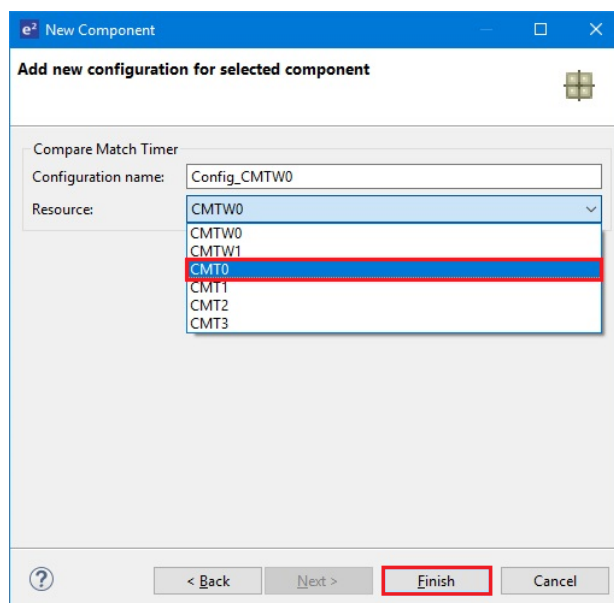 e² New Component
Add new configuration for selected component
Compare Match Timer
Configuration name: Config_CMTW0
Resource: CMTW0
CMTW0
CMTW1
CMT0
CMT1
CMT2
CMT3
? < Back Next > Finish Cancel